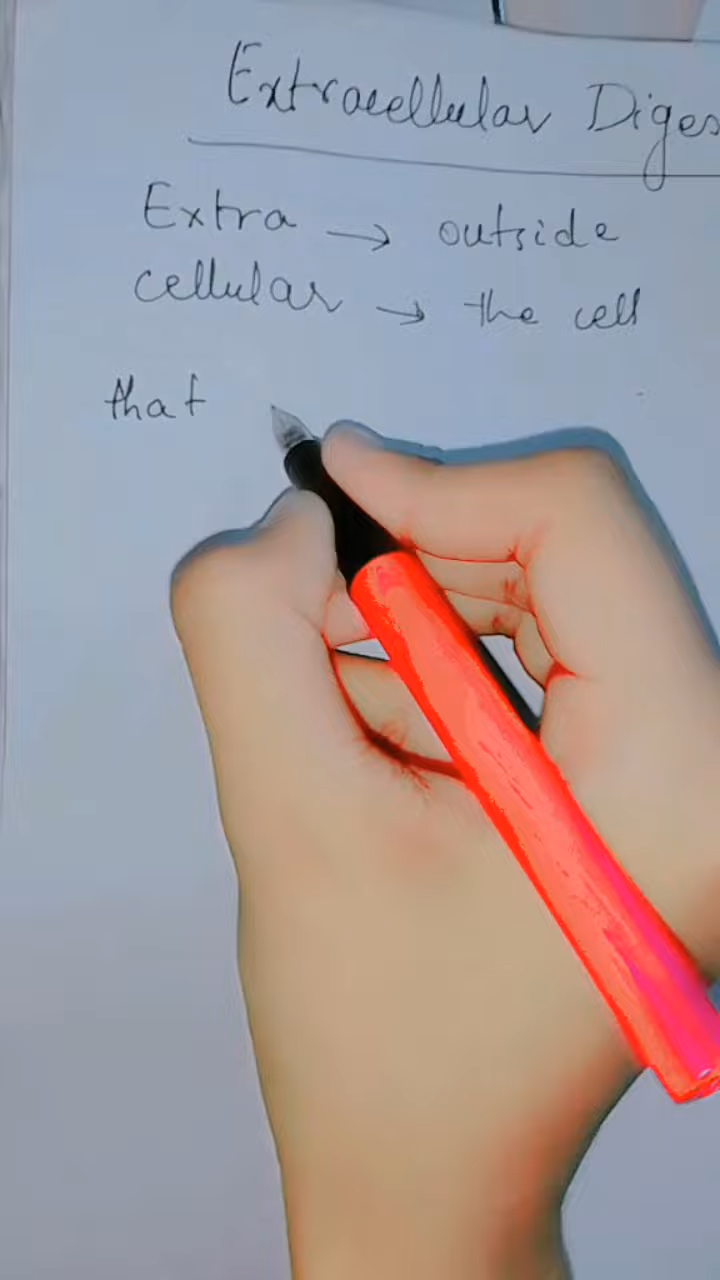 Extracellular Diges
Extra → outside
cellular → the cell
that